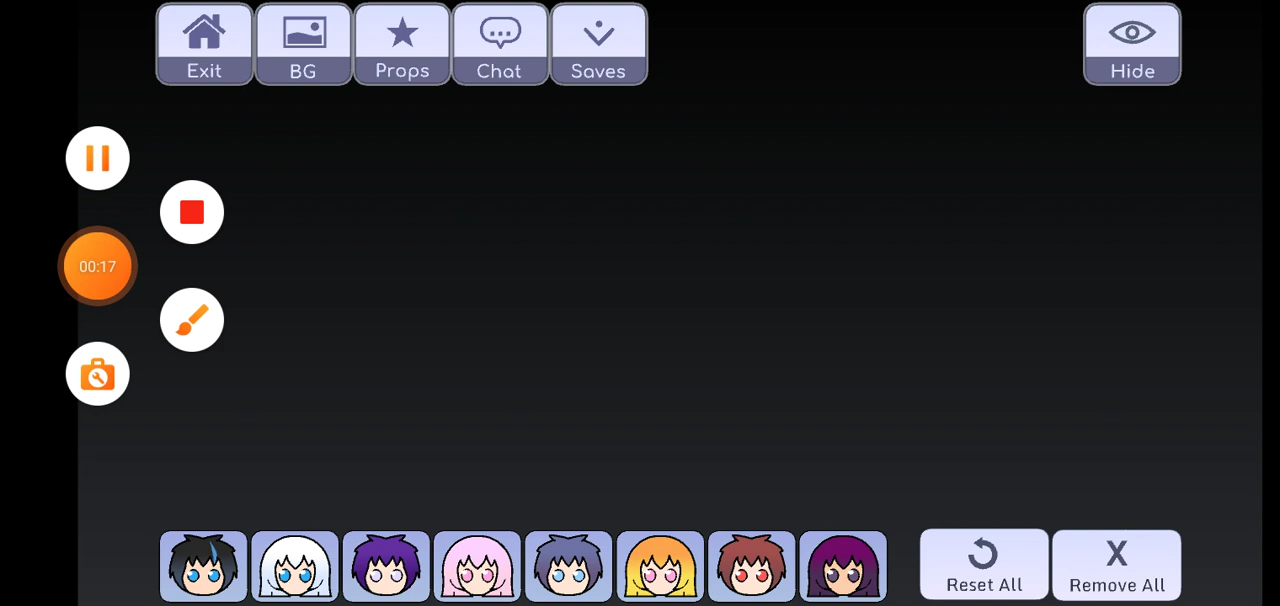 Exit
BG
Props
Chat
Saves
Hide
00:17
Reset All
X
Remove All